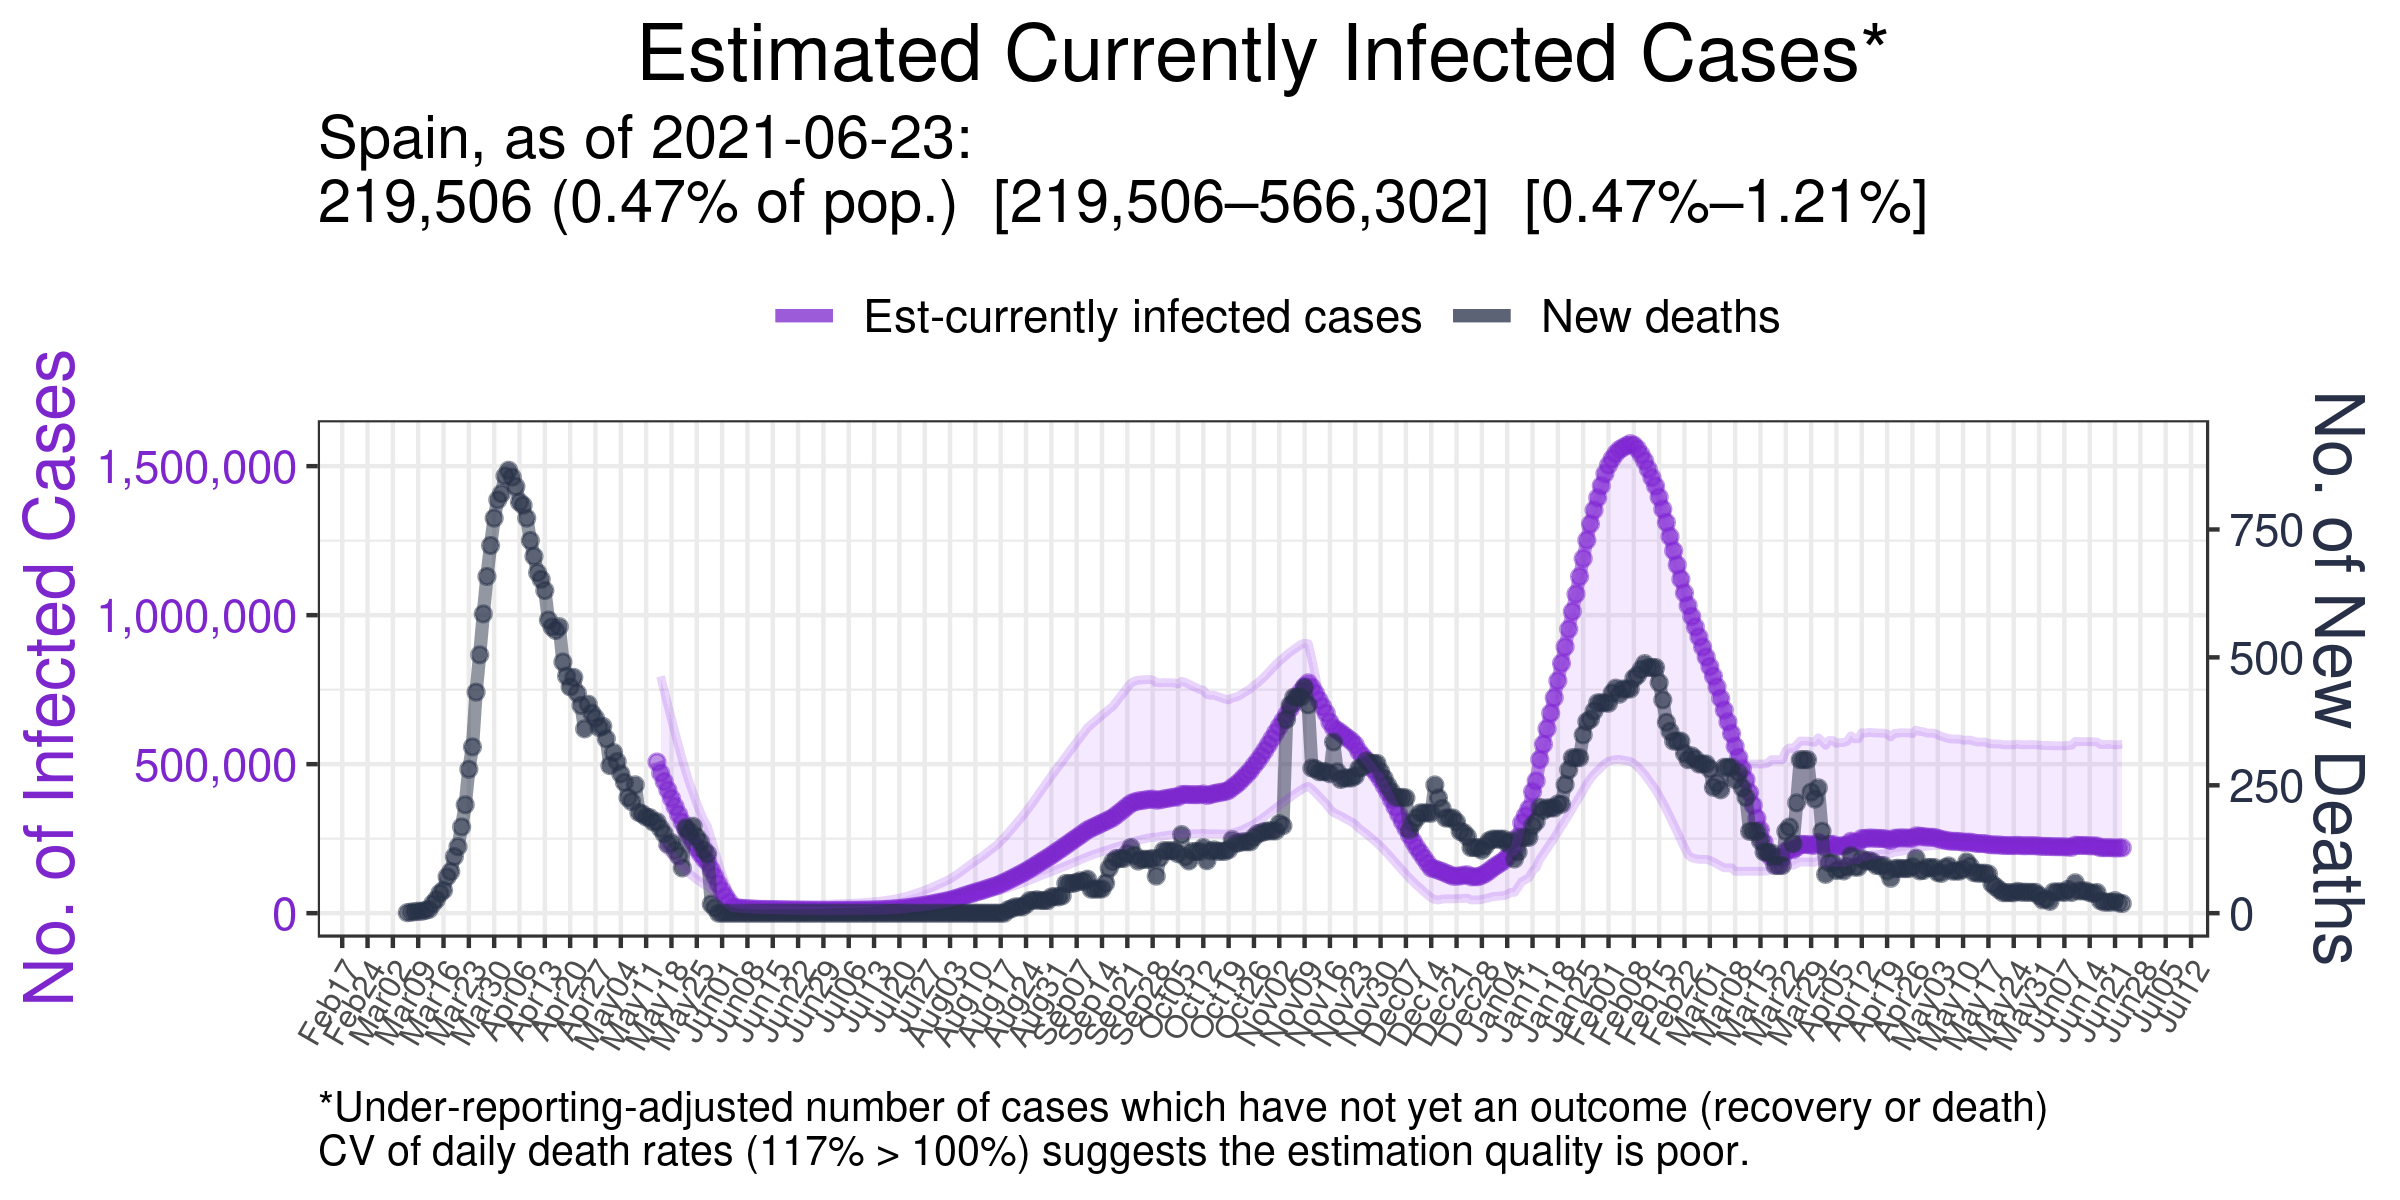 Estimated Currently Infected Cases*
Spain, as of 2021-06-23:
219,506 (0.47% of pop.) [219,506–566,302] [0.47%–1.21%]
Est-currently infected cases New deaths
No. of Infected Cases
1,500,000
1,000,000
500,000
0
750
500
250
0
No. of New Deaths
Feb17 Feb24 Mar02 Mar09 Mar16 Mar23 Mar30 Apr06 Apr13 Apr20 Apr27 May04 May11 May18 May25 Jun01 Jun08 Jun15 Jun22 Jun29 Jul06 Jul13 Jul20 Jul27 Aug03 Aug10 Aug17 Aug24 Aug31 Sep07 Sep14 Sep21 Sep28 Oct05 Oct12 Oct19 Oct26 Nov02 Nov09 Nov16 Nov23 Nov30 Dec07 Dec14 Dec21 Dec28 Jan04 Jan11 Jan18 Jan25 Feb01 Feb08 Feb15 Feb22 Mar01 Mar08 Mar15 Mar22 Mar29 Apr05 Apr12 Apr19 Apr26 May03 May10 May17 May24 May31 Jun07 Jun14 Jun21 Jun28 Jul05 Jul12
*Under-reporting-adjusted number of cases which have not yet an outcome (recovery or death)
CV of daily death rates (117% > 100%) suggests the estimation quality is poor.